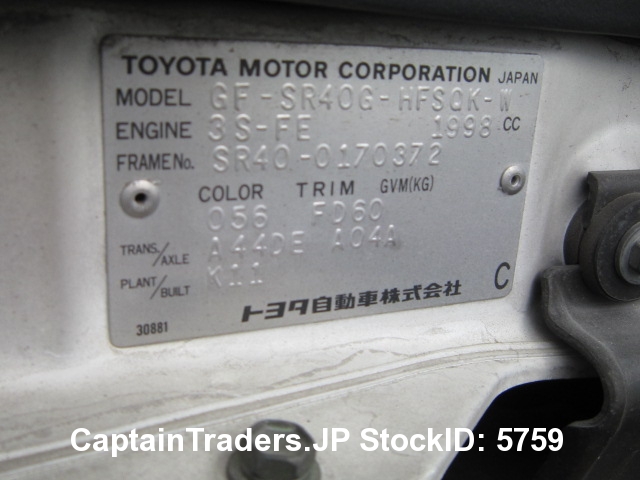 TOYOTA MOTOR CORPORATION JAPAN
MODEL GF-SR40G-HFSQK-W
ENGINE 3S-FE 1998 CC
FRAME No. SR40-0170372
COLOR TRIM GVM(KG)
056 FD60
TRANS./AXLE A44DE A04A
PLANT/BUILT K11
C
トヨタ自動車株式会社
30881
CaptainTraders.JP StockID: 5759